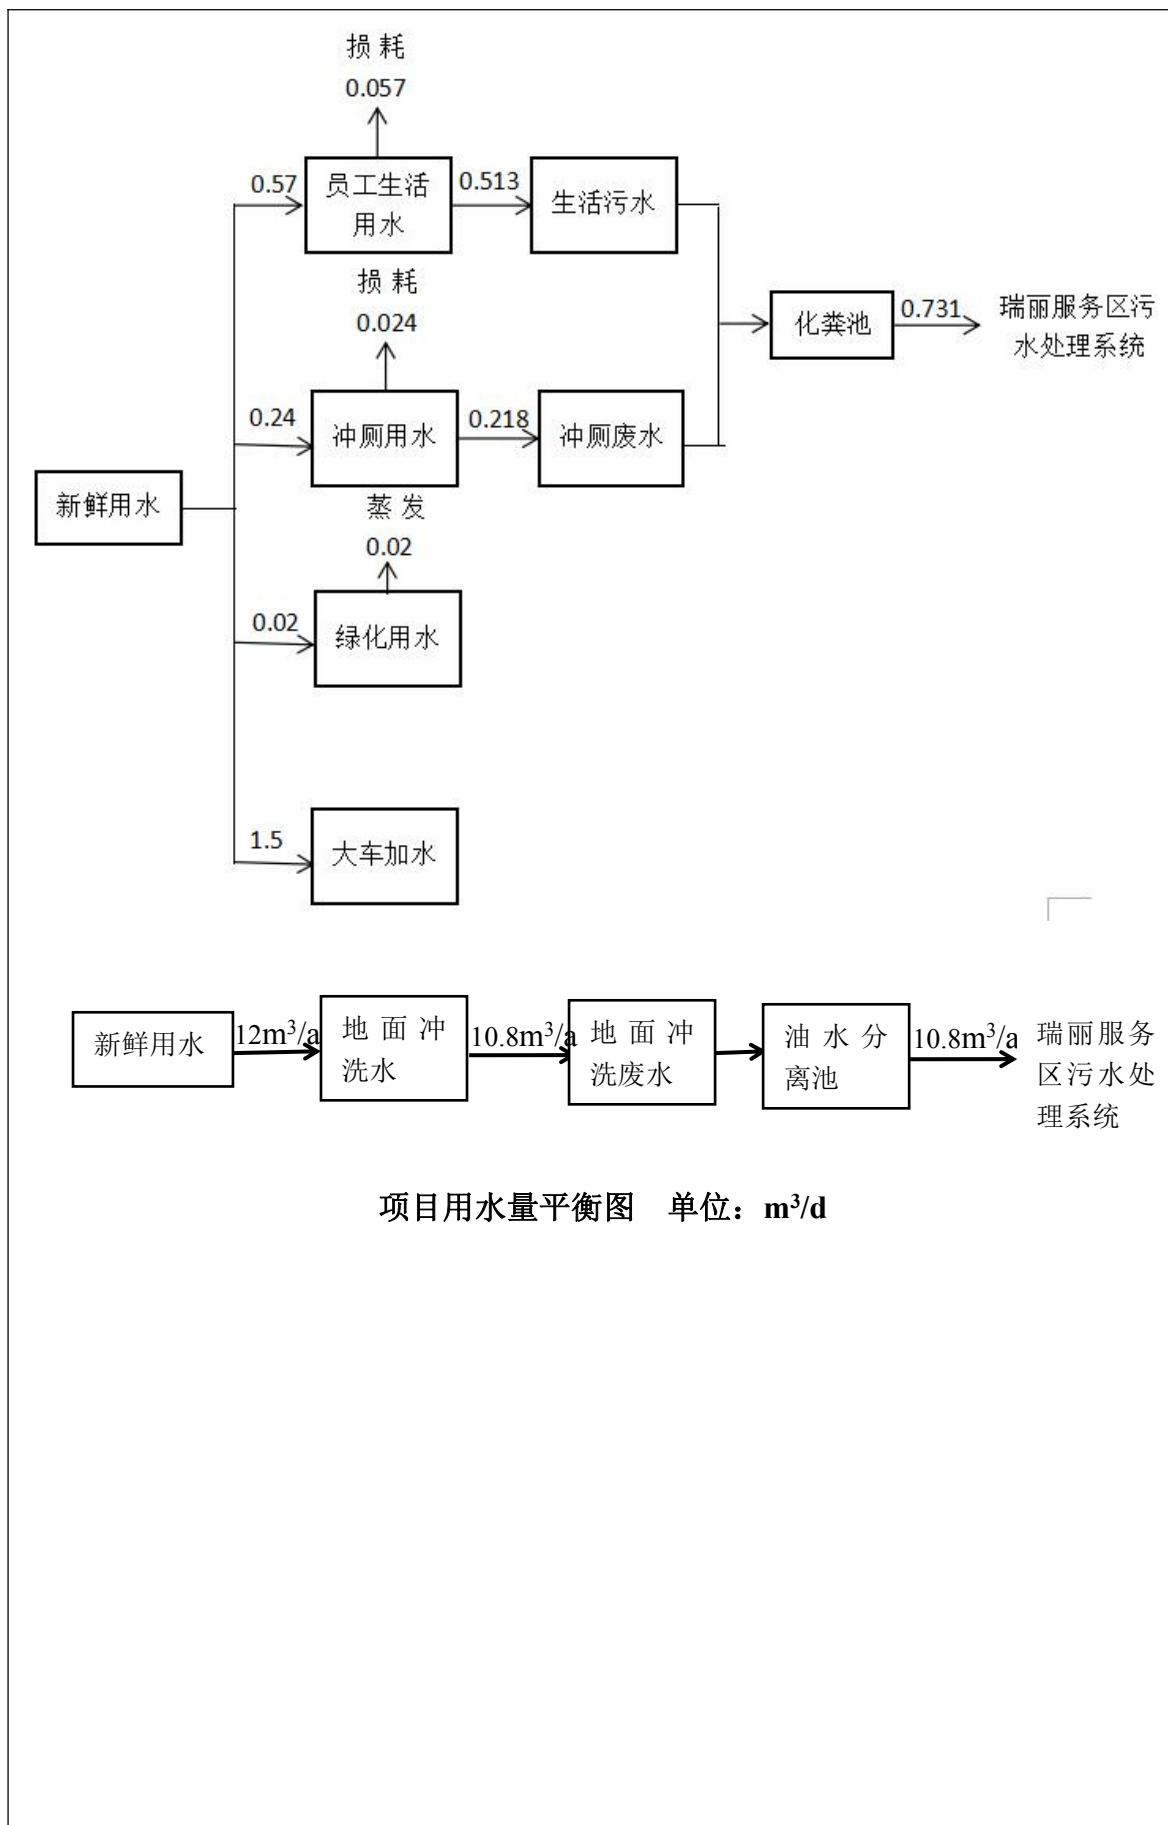 损 耗
0.057
0.57
员工生活
用水
0.513
生活污水
损 耗
0.024
0.24
冲厕用水
0.218
冲厕废水
化粪池
0.731
瑞丽服务区污
水处理系统
新鲜用水
蒸 发
0.02
0.02
绿化用水
1.5
大车加水
新鲜用水
12m³/a
地 面 冲
洗水
10.8m³/a
地 面 冲
洗废水
油 水 分
离池
10.8m³/a
瑞丽服务
区污水处
理系统
项目用水量平衡图 单位：m³/d